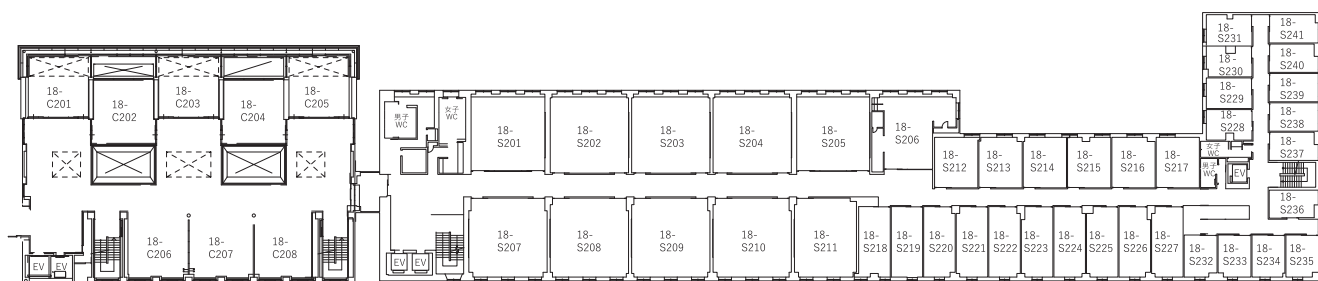 18-
C201
18-
C202
18-
C203
18-
C204
18-
C205
18-
C206
18-
C207
18-
C208
EV
EV
男子
WC
女子
WC
18-
S201
18-
S202
18-
S203
18-
S204
18-
S205
18-
S206
18-
S207
18-
S208
18-
S209
18-
S210
18-
S211
EV
EV
18-
S212
18-
S213
18-
S214
18-
S215
18-
S216
18-
S217
18-
S218
18-
S219
18-
S220
18-
S221
18-
S222
18-
S223
18-
S224
18-
S225
18-
S226
18-
S227
女子
WC
男子
WC
EV
18-
S228
18-
S229
18-
S230
18-
S231
18-
S232
18-
S233
18-
S234
18-
S235
18-
S236
18-
S237
18-
S238
18-
S239
18-
S240
18-
S241